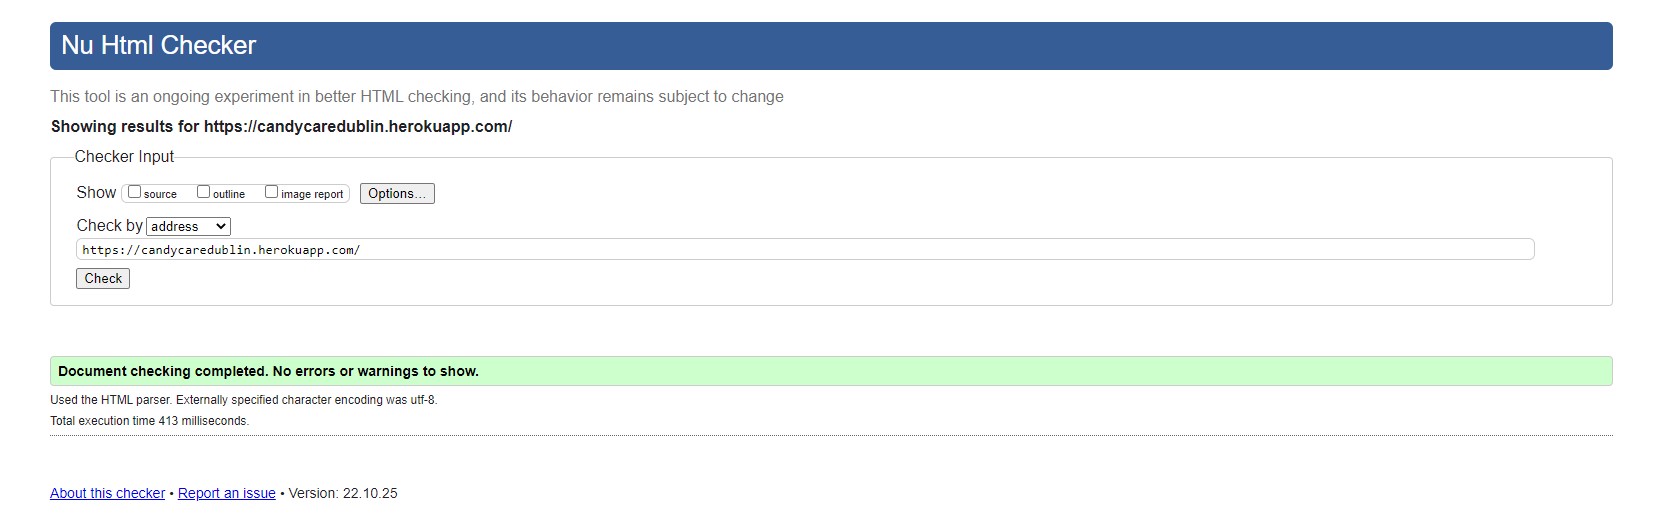 Nu Html Checker
This tool is an ongoing experiment in better HTML checking, and its behavior remains subject to change
Showing results for https://candycaredublin.herokuapp.com/
Checker Input
Show source outline image report Options...
Check by address
https://candycaredublin.herokuapp.com/
Check
Document checking completed. No errors or warnings to show.
Used the HTML parser. Externally specified character encoding was utf-8.
Total execution time 413 milliseconds.
About this checker • Report an issue • Version: 22.10.25